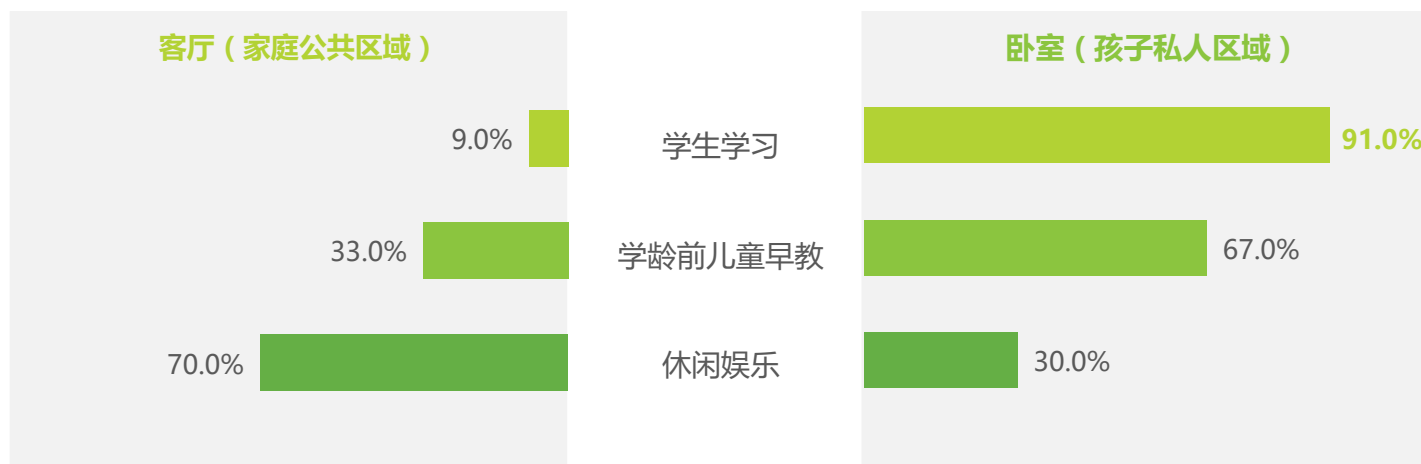 客厅（家庭公共区域）
卧室（孩子私人区域）
9.0%
学生学习
91.0%
33.0%
学龄前儿童早教
67.0%
70.0%
休闲娱乐
30.0%